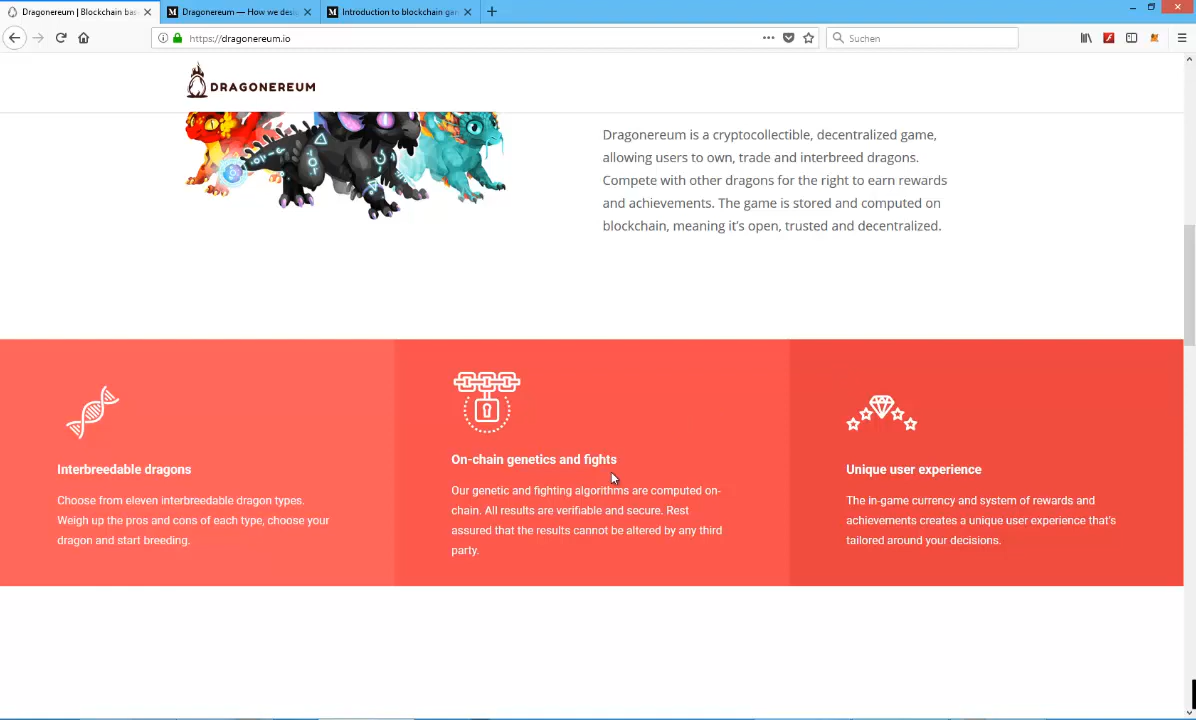 Dragonereum | Blockchain bas
Dragonereum — How we desi
Introduction to blockchain gam
https://dragonereum.io
Suchen
DRAGONEREUM
Dragonereum is a cryptocollectible, decentralized game,
allowing users to own, trade and interbreed dragons.
Compete with other dragons for the right to earn rewards
and achievements. The game is stored and computed on
blockchain, meaning it's open, trusted and decentralized.
Interbreedable dragons
Choose from eleven interbreedable dragon types.
Weigh up the pros and cons of each type, choose your
dragon and start breeding.
On-chain genetics and fights
Our genetic and fighting algorithms are computed on-
chain. All results are verifiable and secure. Rest
assured that the results cannot be altered by any third
party.
Unique user experience
The in-game currency and system of rewards and
achievements creates a unique user experience that's
tailored around your decisions.